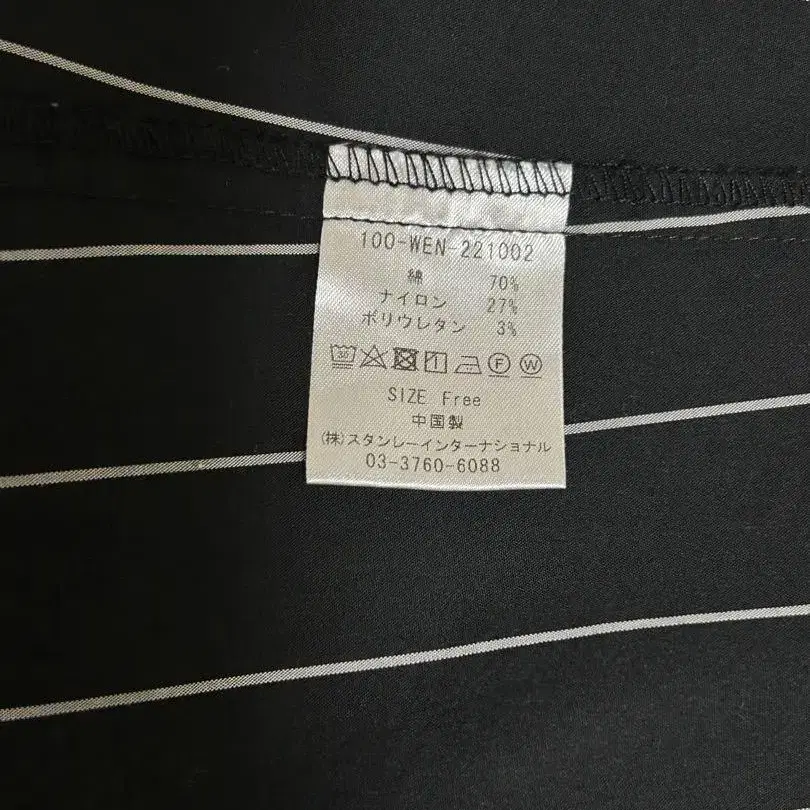 100-WEN-221002
綿 70%
ナイロン 27%
ポリウレタン 3%
30 F W
SIZE Free
中国製
(株)スタンレーインターナショナル
03-3760-6088